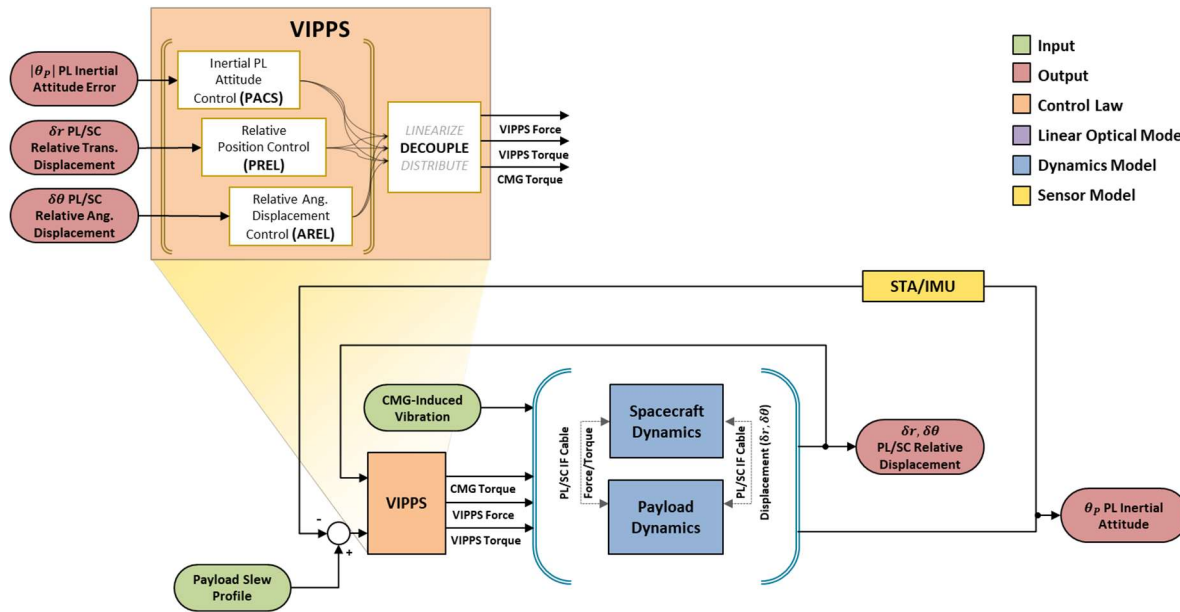 VIPPS
|θ_P| PL Inertial
Attitude Error
Inertial PL
Attitude
Control (PACS)
δr PL/SC
Relative Trans.
Displacement
Relative
Position Control
(PREL)
δθ PL/SC
Relative Ang.
Displacement
Relative Ang.
Displacement
Control (AREL)
LINEARIZE
DECOUPLE
DISTRIBUTE
VIPPS Force
VIPPS Torque
CMG Torque
Input
Output
Control Law
Linear Optical Model
Dynamics Model
Sensor Model
STA/IMU
CMG-Induced
Vibration
VIPPS
CMG Torque
VIPPS Force
VIPPS Torque
PL/SC IF Cable
Force/Torque
Spacecraft
Dynamics
Payload
Dynamics
PL/SC IF Cable
Displacement (δr, δθ)
δr, δθ
PL/SC Relative
Displacement
θ_P PL Inertial
Attitude
-
+
Payload Slew
Profile